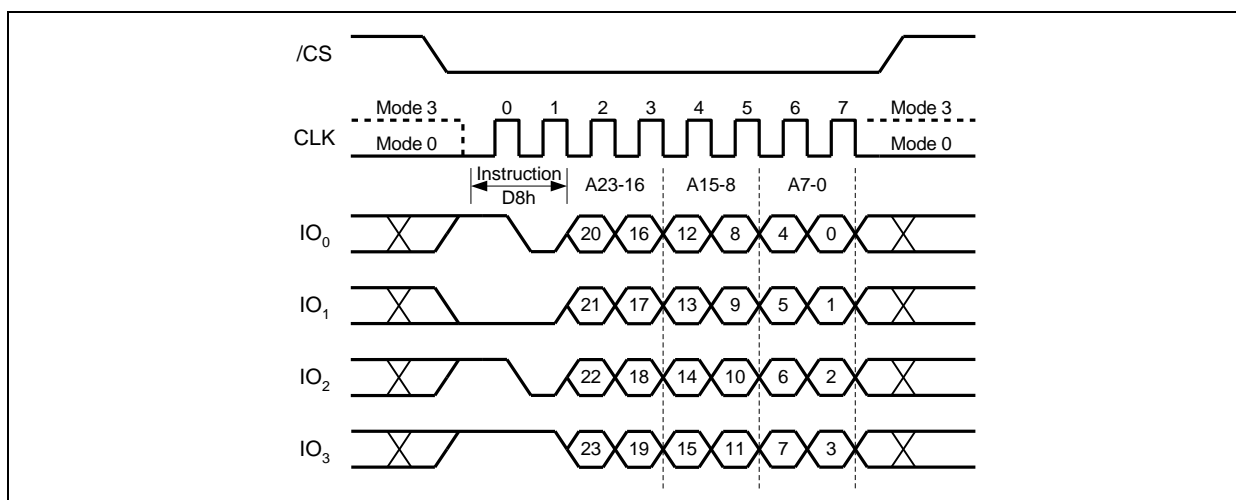 /CS
Mode 3 0 1 2 3 4 5 6 7 Mode 3
CLK Mode 0 Mode 0
Instruction A23-16 A15-8 A7-0
D8h
IO0 20 16 12 8 4 0
IO1 21 17 13 9 5 1
IO2 22 18 14 10 6 2
IO3 23 19 15 11 7 3